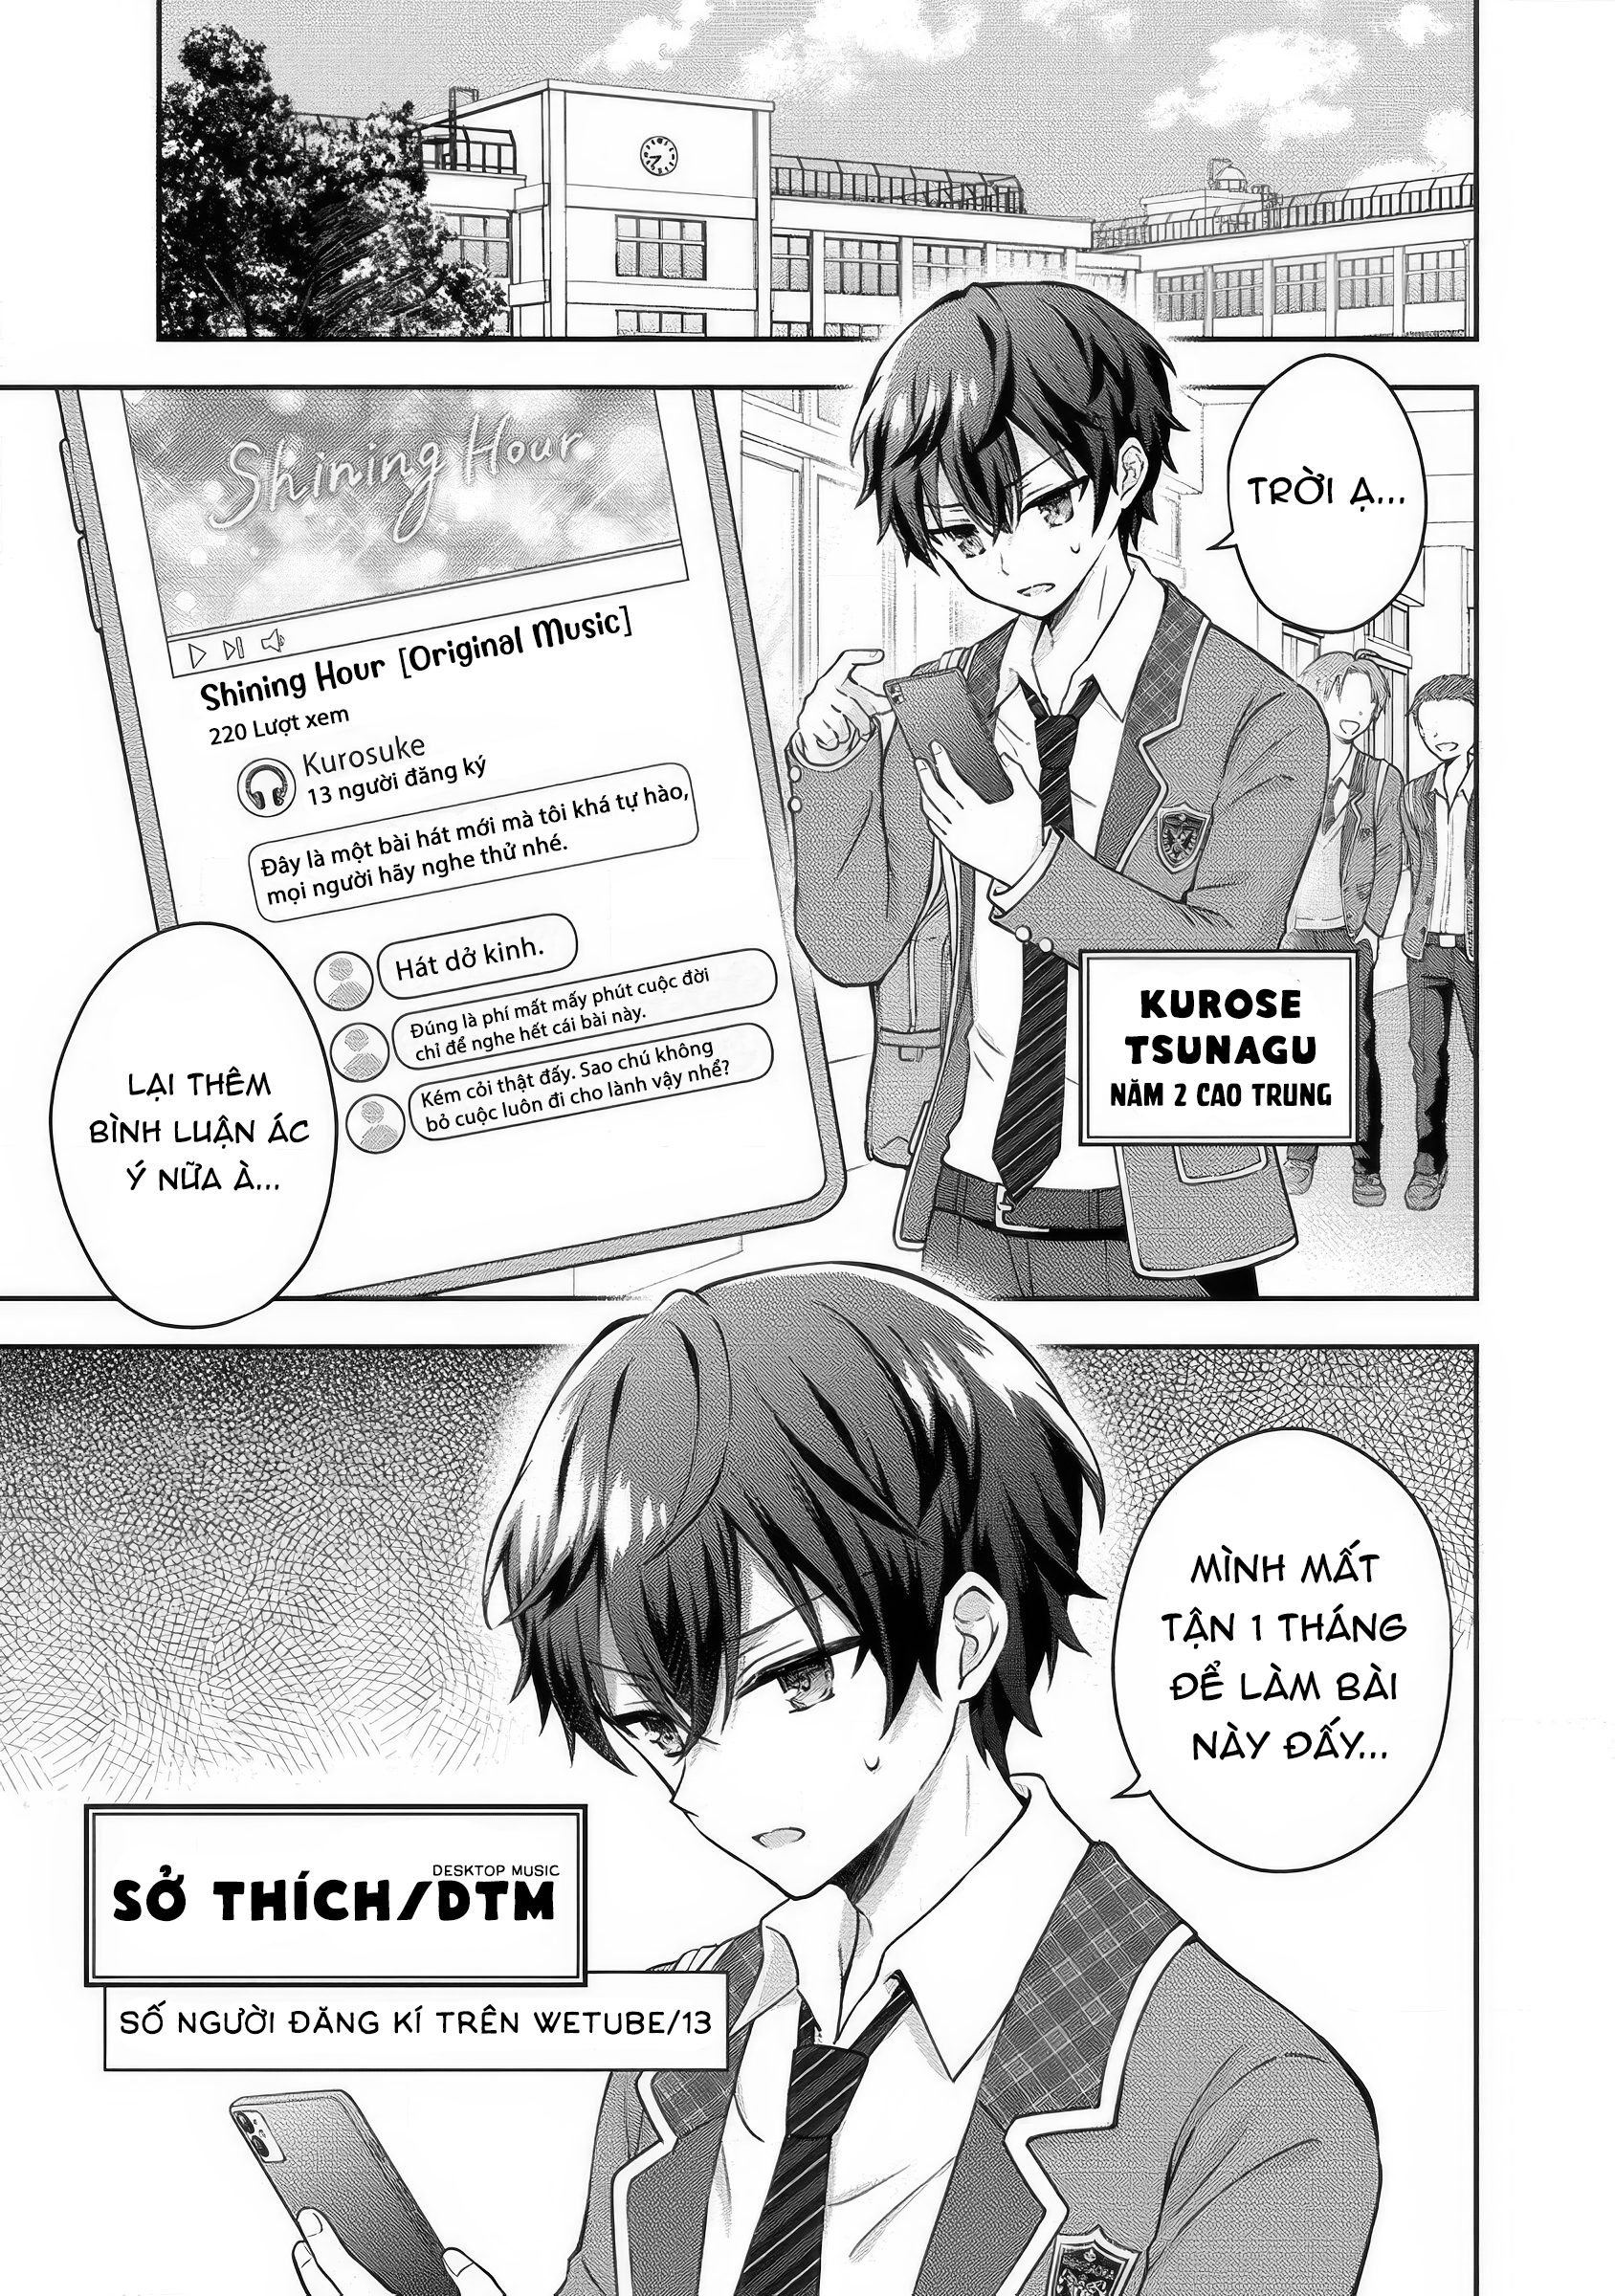 TRỜI Ạ...
Shining Hour
Shining Hour [Original Music]
220 Lượt xem
Kurosuke
13 người đăng ký
Đây là một bài hát mới mà tôi khá tự hào,
mọi người hãy nghe thử nhé.
Hát dở kinh.
Đúng là phí mất mấy phút cuộc đời
chỉ để nghe hết cái bài này.
Kém cỏi thật đấy. Sao chú không
bỏ cuộc luôn đi cho lành vậy nhể?
KUROSE
TSUNAGU
NĂM 2 CAO TRUNG
LẠI THÊM
BÌNH LUẬN ÁC
Ý NỮA À...
MÌNH MẤT
TẬN 1 THÁNG
ĐỂ LÀM BÀI
NÀY ĐẤY...
DESKTOP MUSIC
SỞ THÍCH/DTM
SỐ NGƯỜI ĐĂNG KÍ TRÊN WETUBE/13